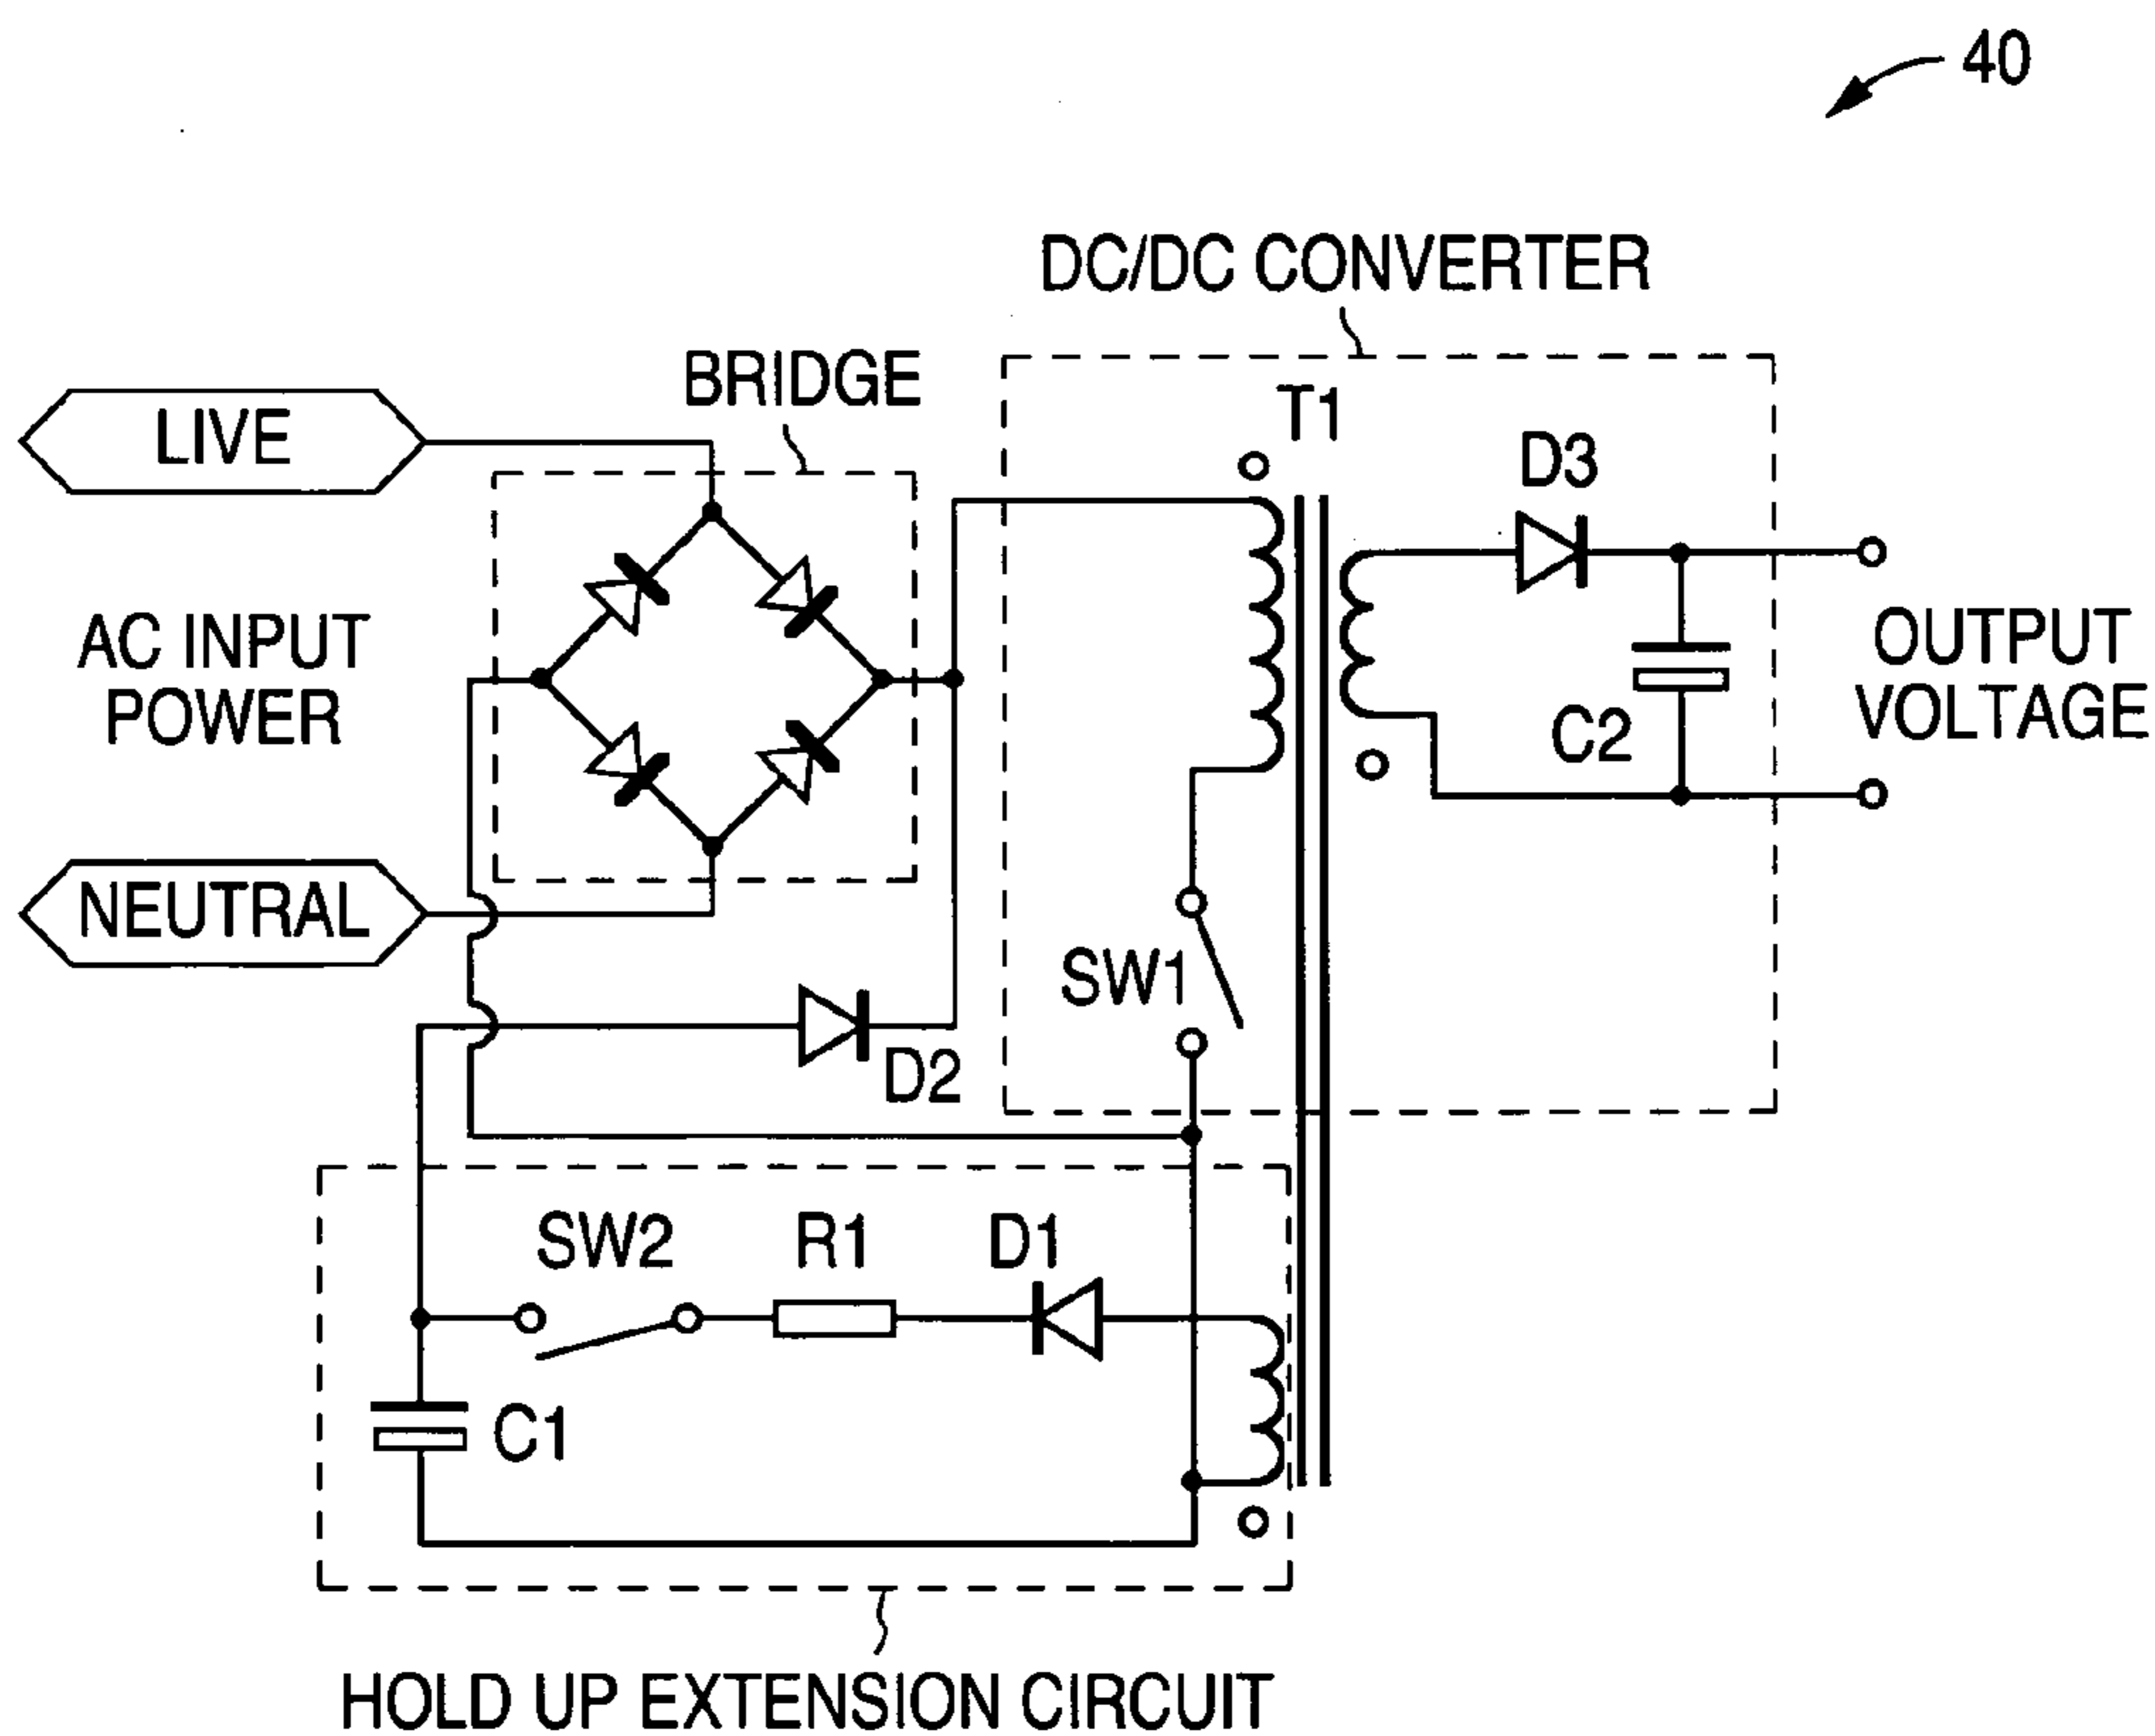 40
DC/DC CONVERTER
BRIDGE
LIVE
T1
D3
AC INPUT
POWER
OUTPUT
VOLTAGE
C2
NEUTRAL
SW1
D2
SW2
R1
D1
C1
HOLD UP EXTENSION CIRCUIT